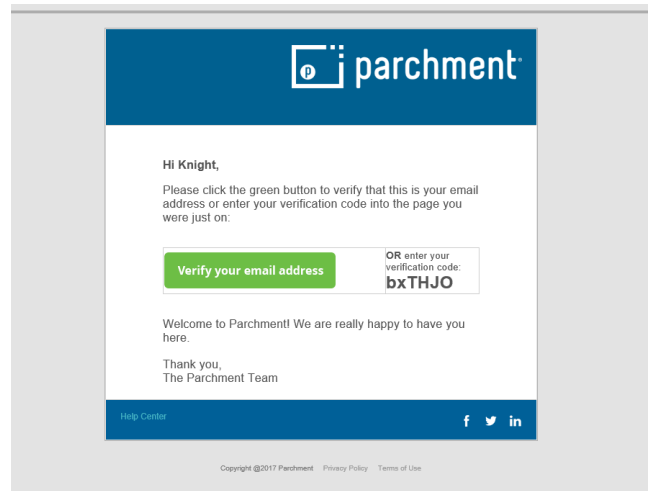 parchment
Hi Knight,
Please click the green button to verify that this is your email
address or enter your verification code into the page you
were just on:
Verify your email address
OR enter your
verification code:
bxTHJO
Welcome to Parchment! We are really happy to have you
here.
Thank you,
The Parchment Team
Help Center
f in
Copyright @2017 Parchment Privacy Policy Terms of Use